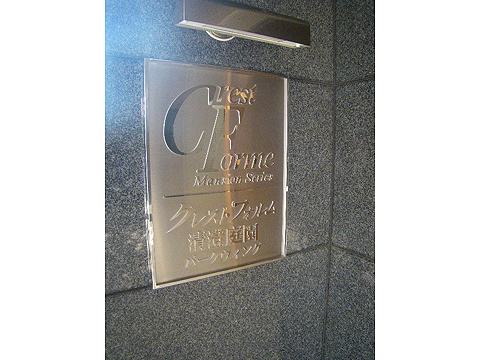 Crest
Forme
Mansion Series
クレストフォルム
清澄庭園
パークウィング